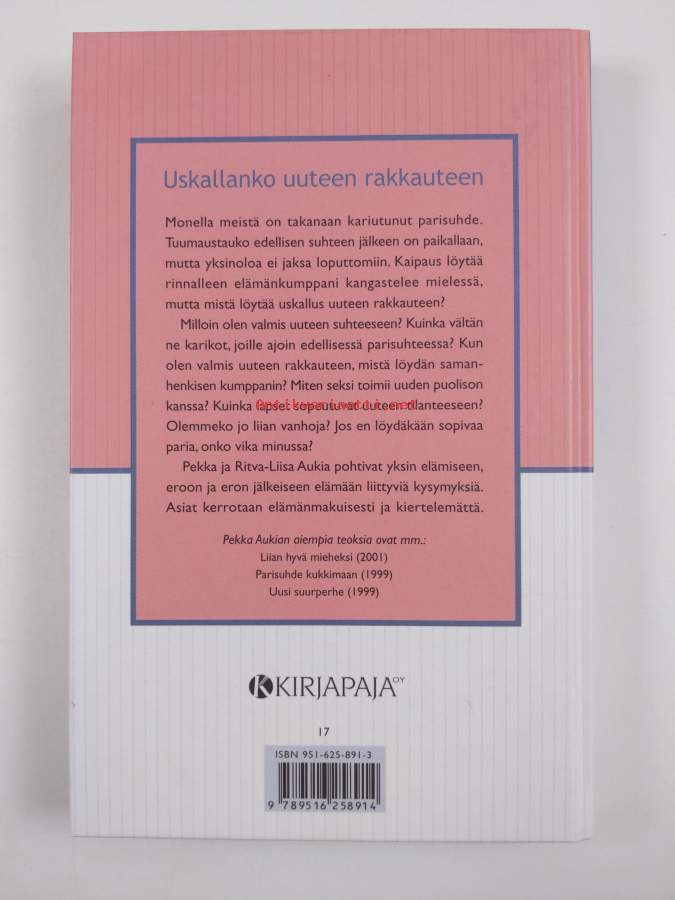 Uskallanko uuteen rakkauteen
Monella meistä on takanaan kariutunut parisuhde.
Tuumaustauko edellisen suhteen jälkeen on paikallaan,
mutta yksinoloa ei jaksa loputtomiin. Kaipaus löytää
rinnalleen elämänkumppani kangastelee mielessä,
mutta mistä löytää uskallus uuteen rakkauteen?
Milloin olen valmis uuteen suhteeseen? Kuinka vältän
ne karikot, joille ajoin edellisessä parisuhteessa? Kun
olen valmis uuteen rakkauteen, mistä löydän saman-
henkisen kumppanin? Miten seksi toimii uuden puolison
kanssa? Kuinka lapset sopeutuvat uuteen tilanteeseen?
Antikvariaatti.net
Olemmeko jo liian vanhoja? Jos en löydäkään sopivaa
paria, onko vika minussa?
Pekka ja Ritva-Liisa Aukia pohtivat yksin elämiseen,
eroon ja eron jälkeiseen elämään liittyviä kysymyksiä.
Asiat kerrotaan elämänmakuisesti ja kiertelemättä.
Pekka Aukian aiempia teoksia ovat mm.:
Liian hyvä mieheksi (2001)
Parisuhde kukkimaan (1999)
Uusi suurperhe (1999)
KIRJAPAJA OY
17
ISBN 951-625-891-3
9 789516 258914